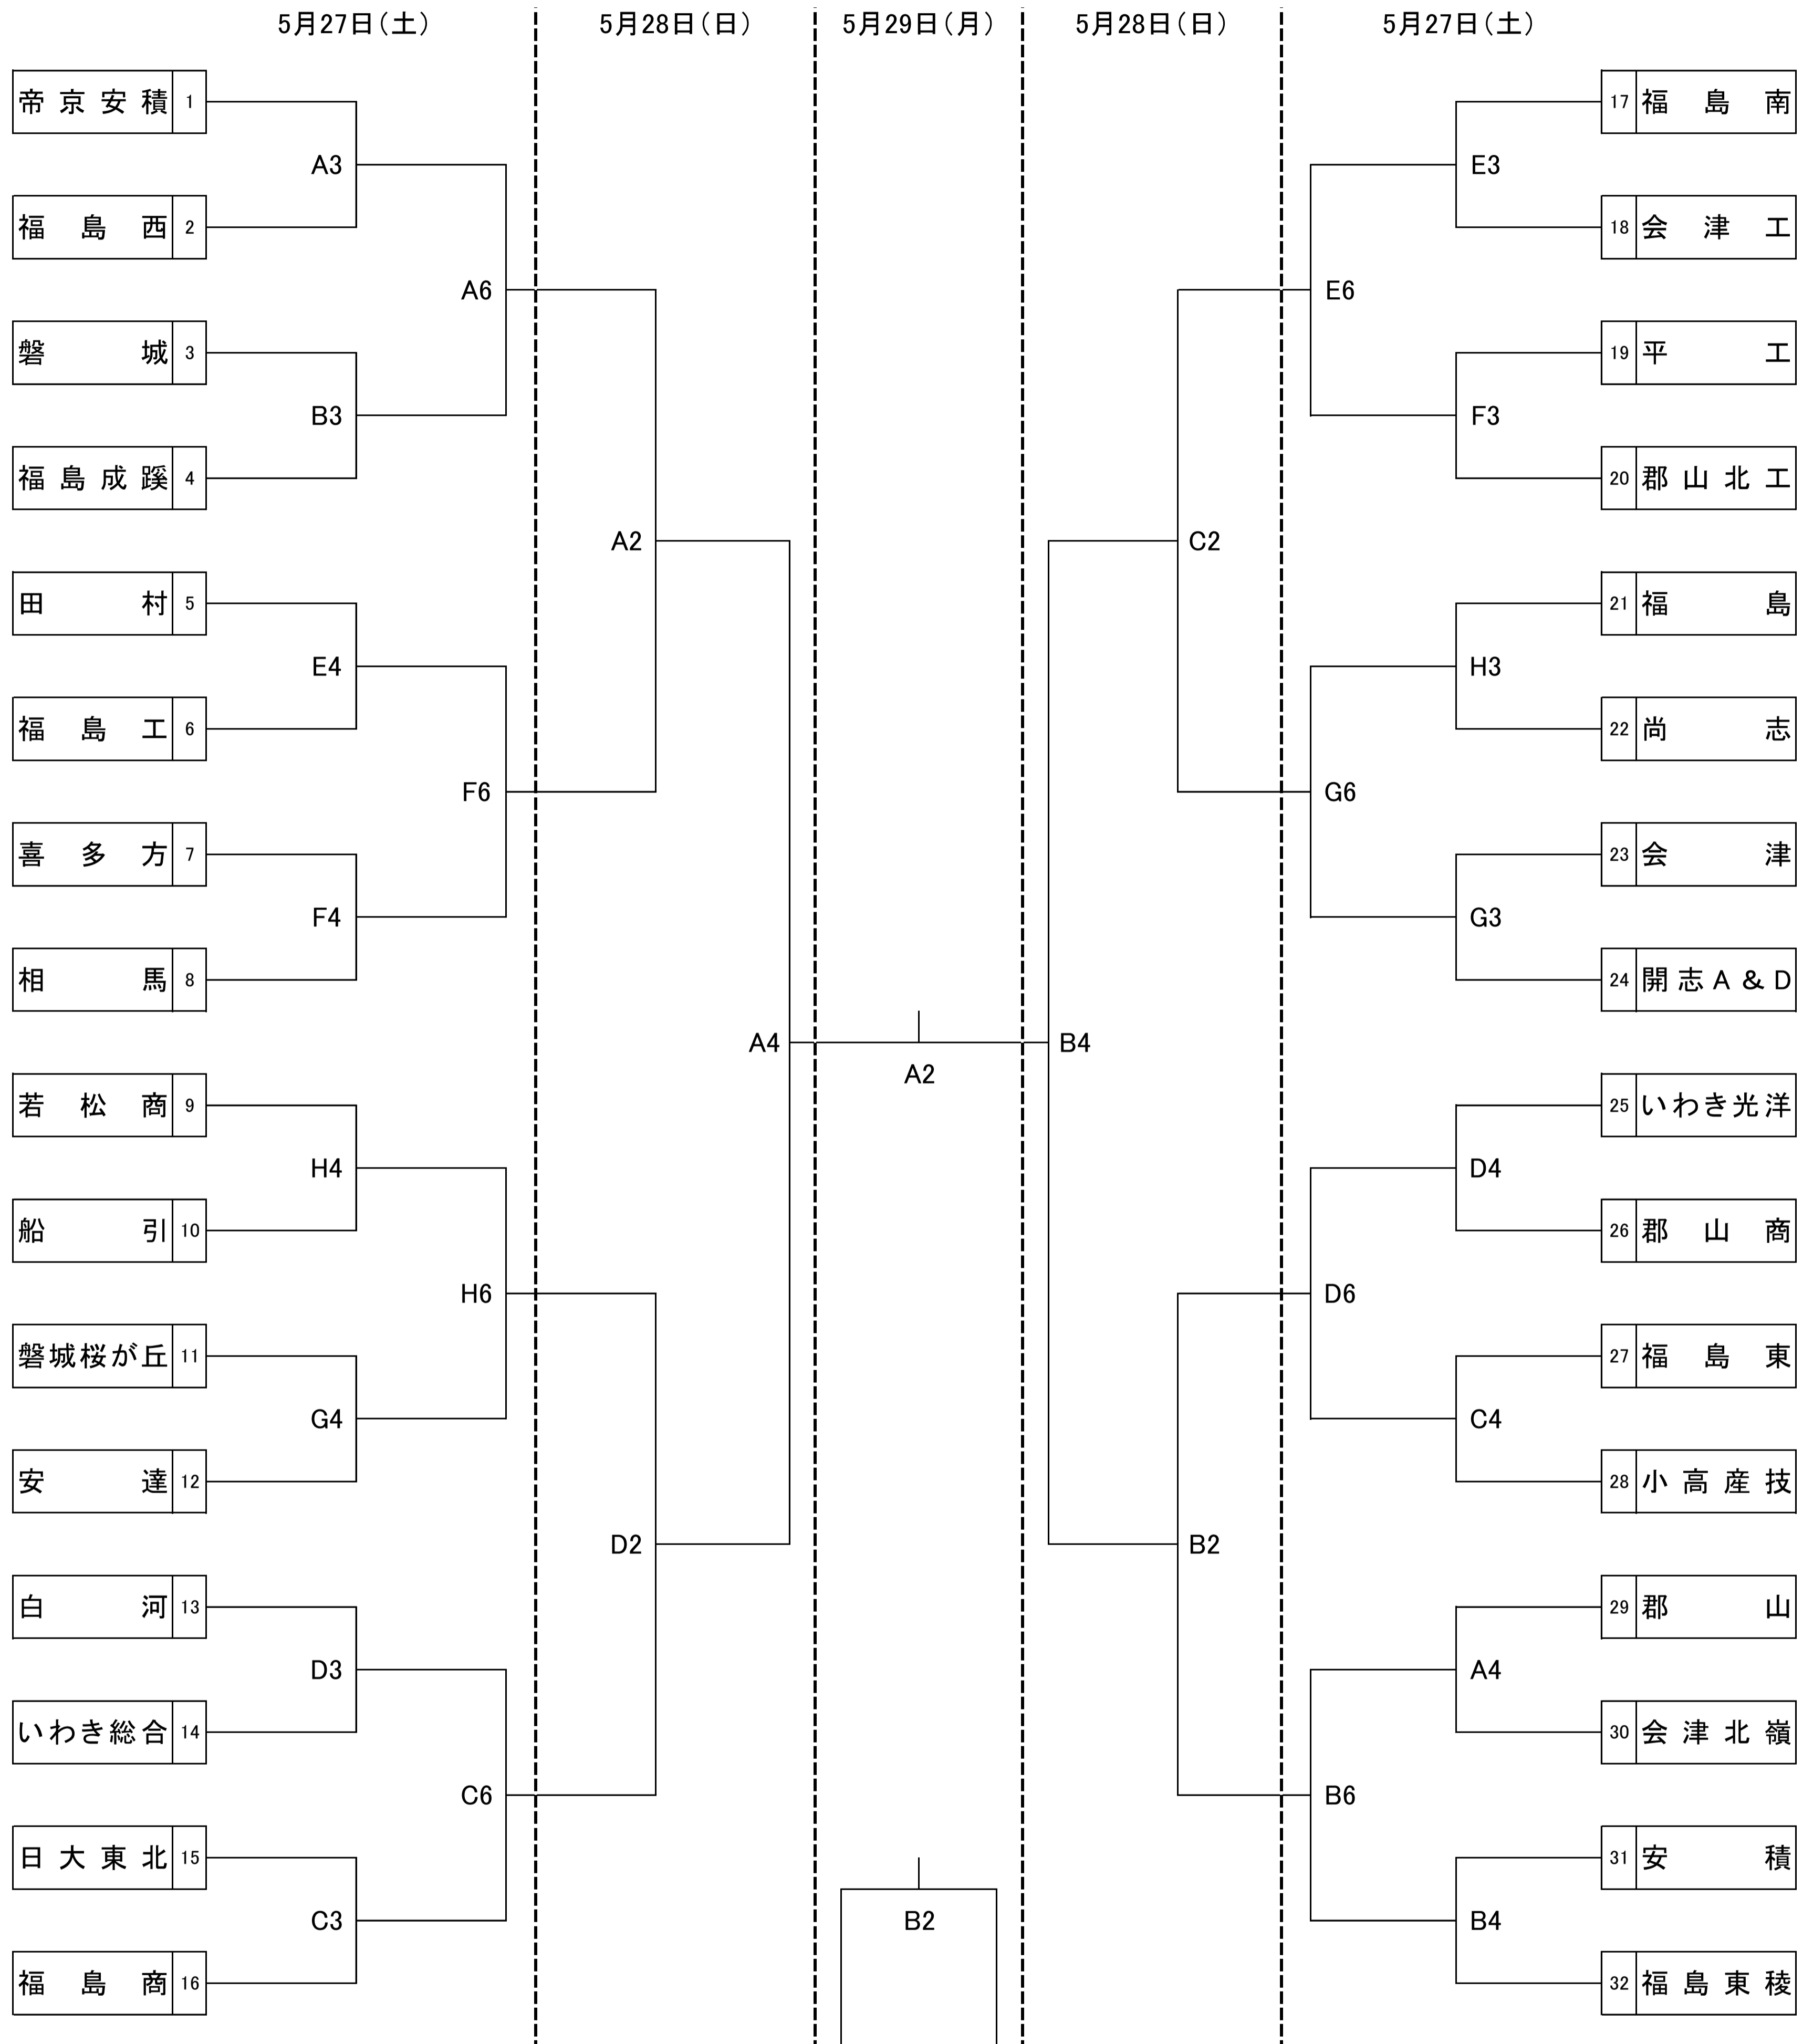 5月27日(土) 5月28日(日) 5月29日(月) 5月28日(日) 5月27日(土)
帝京安積 1 17 福島南
A3 E3
福島西 2 18 会津工
A6 E6
磐城 3 19 平工
B3 F3
福島成蹊 4 20 郡山北工
A2 C2
田村 5 21 福島
E4 H3
福島工 6 22 尚志
F6 G6
喜多方 7 23 会津
F4 G3
相馬 8 24 開志A&D
A4 B4
A2
若松商 9 25 いわき光洋
H4 D4
船引 10 26 郡山商
H6 D6
磐城桜が丘 11 27 福島東
G4 C4
安達 12 28 小高産技
D2 B2
白河 13 29 郡山
D3 A4
いわき総合 14 30 会津北嶺
C6 B6
日大東北 15 31 安積
C3 B2 B4
福島商 16 32 福島東稜